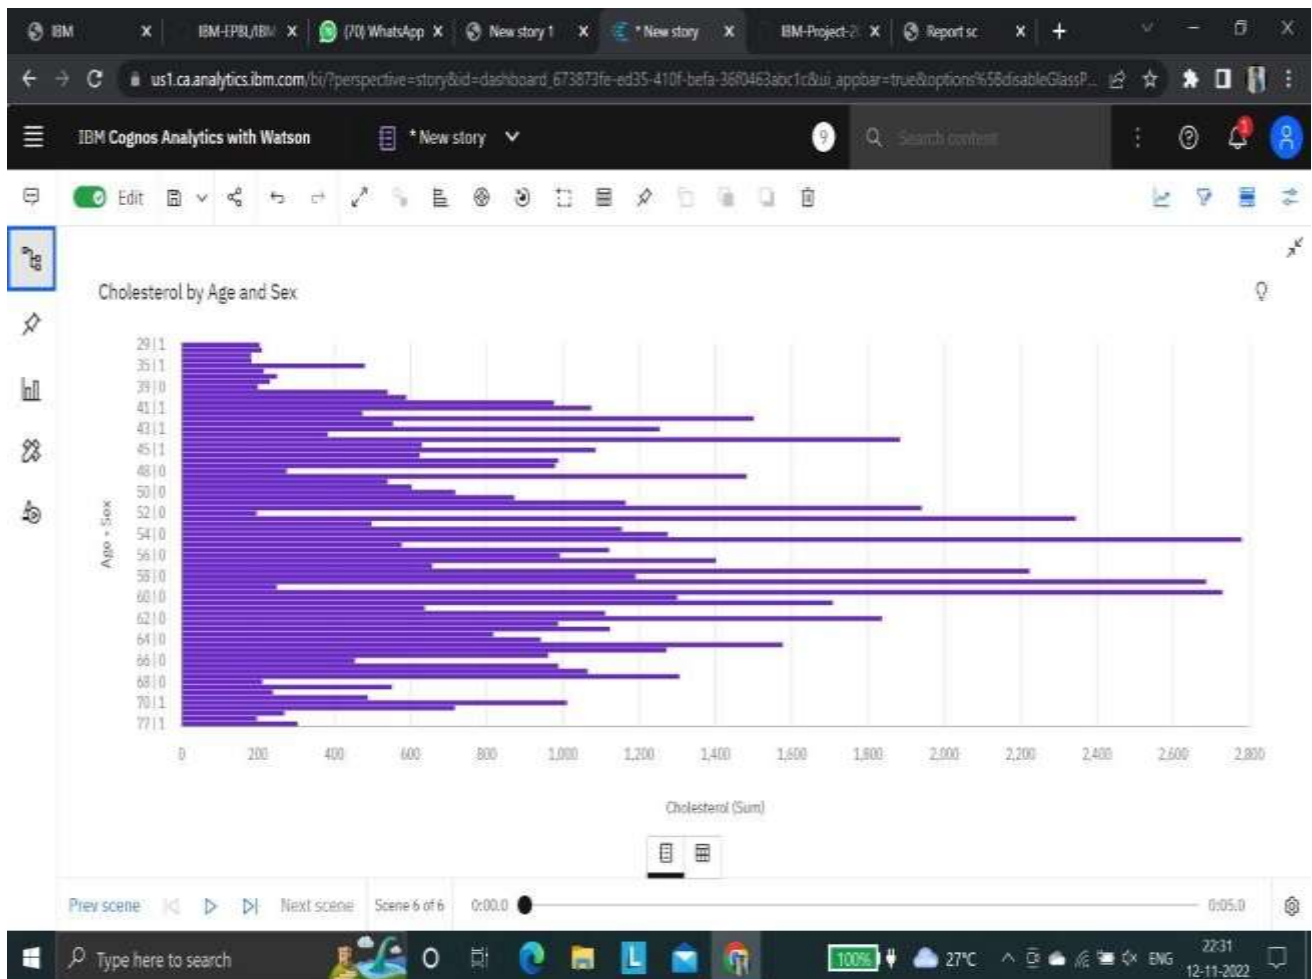 IBM
IBM-EPBL/IBM
(70) WhatsApp
New story 1
* New story
IBM-Project-2
Report sc
us1.ca.analytics.ibm.com/bi/?perspective=story&id=dashboard_673873fe-ed35-410f-befa-36f0463abc1c&ui_appbar=true&options%5BdisableGlassP...
IBM Cognos Analytics with Watson
* New story
9
Search content
1
Edit
Cholesterol by Age and Sex
Age + Sex
29 | 1
35 | 1
39 | 0
41 | 1
43 | 1
45 | 1
48 | 0
50 | 0
52 | 0
54 | 0
56 | 0
58 | 0
60 | 0
62 | 0
64 | 0
66 | 0
68 | 0
70 | 1
77 | 1
0 200 400 600 800 1,000 1,200 1,400 1,600 1,800 2,000 2,200 2,400 2,600 2,800
Cholesterol (Sum)
Prev scene
Next scene
Scene 6 of 6
0:00.0
0:05.0
Type here to search
L
100%
27°C
ENG
22:31
12-11-2022